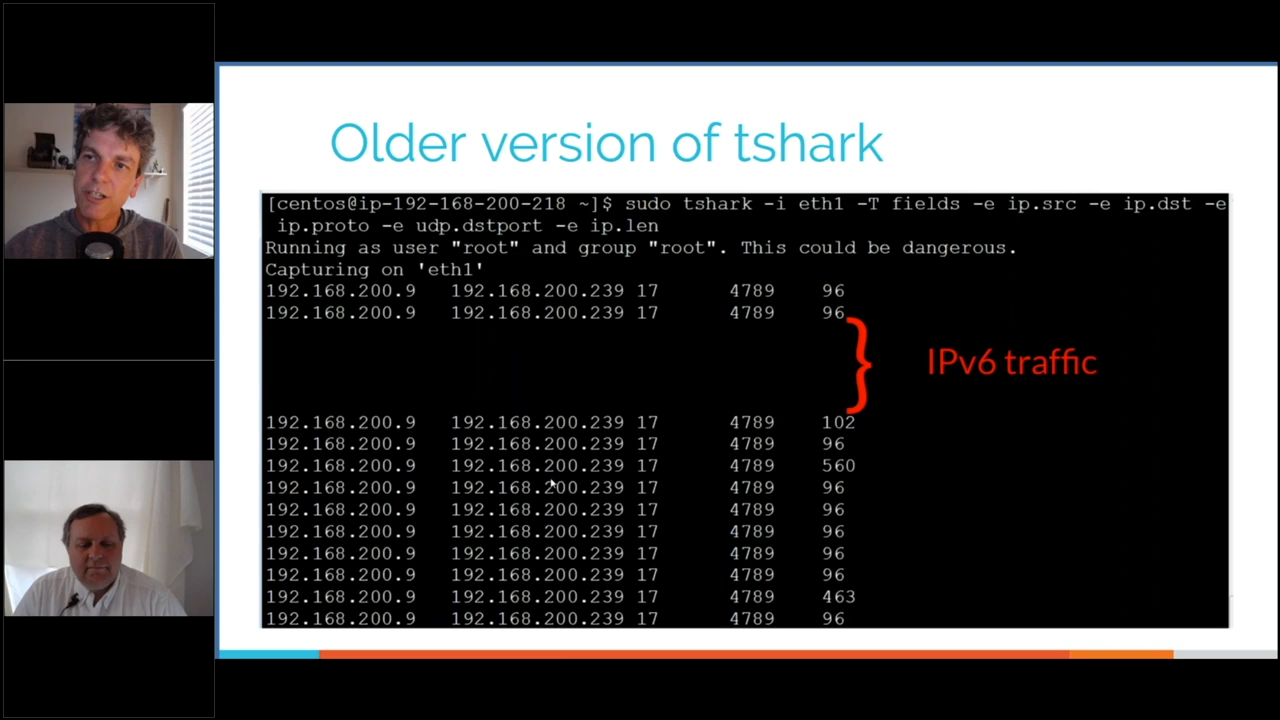 Older version of tshark
[centos@ip-192-168-200-218 ~]$ sudo tshark -i eth1 -T fields -e ip.src -e ip.dst -e
ip.proto -e udp.dstport -e ip.len
Running as user "root" and group "root". This could be dangerous.
Capturing on 'eth1'
192.168.200.9 192.168.200.239 17 4789 96
192.168.200.9 192.168.200.239 17 4789 96
IPv6 traffic
192.168.200.9 192.168.200.239 17 4789 102
192.168.200.9 192.168.200.239 17 4789 96
192.168.200.9 192.168.200.239 17 4789 560
192.168.200.9 192.168.200.239 17 4789 96
192.168.200.9 192.168.200.239 17 4789 96
192.168.200.9 192.168.200.239 17 4789 96
192.168.200.9 192.168.200.239 17 4789 96
192.168.200.9 192.168.200.239 17 4789 96
192.168.200.9 192.168.200.239 17 4789 463
192.168.200.9 192.168.200.239 17 4789 96